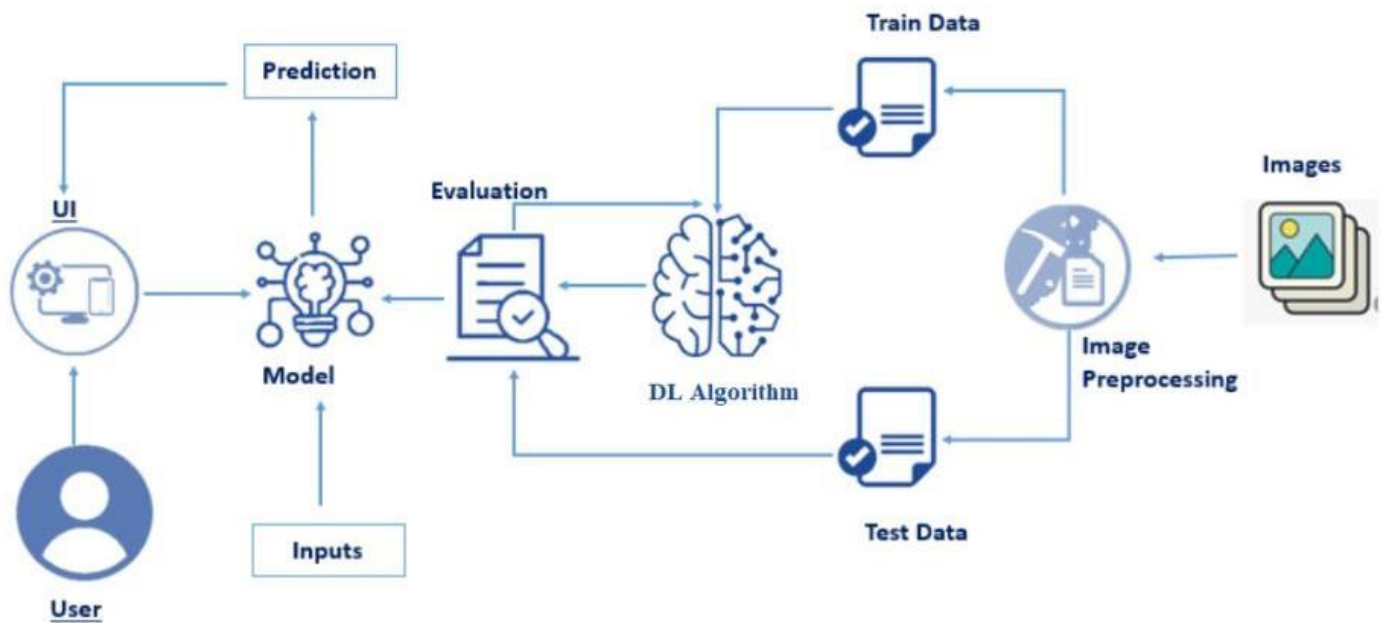 Train Data
Prediction
Images
Evaluation
UI
Image
Preprocessing
Model
DL Algorithm
Test Data
Inputs
User